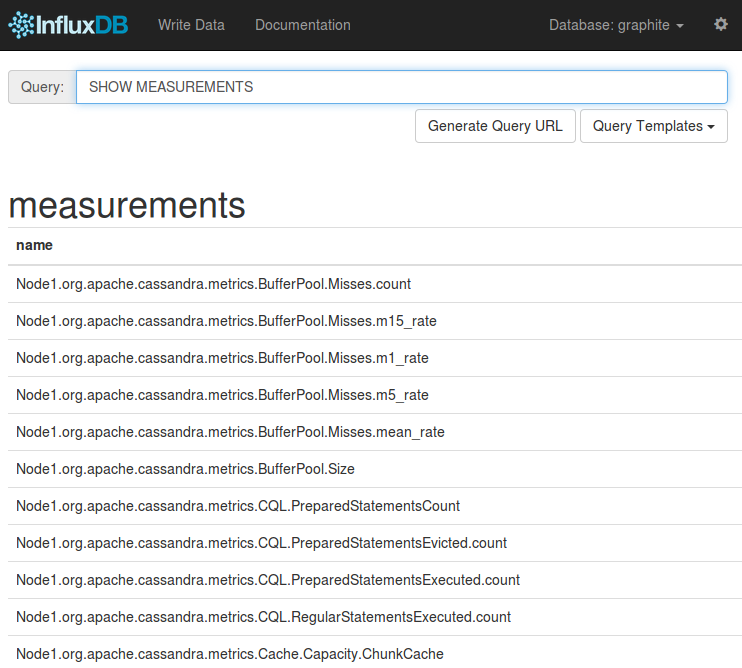 InfluxDB Write Data Documentation Database: graphite
Query: SHOW MEASUREMENTS
Generate Query URL Query Templates
measurements
name
Node1.org.apache.cassandra.metrics.BufferPool.Misses.count
Node1.org.apache.cassandra.metrics.BufferPool.Misses.m15_rate
Node1.org.apache.cassandra.metrics.BufferPool.Misses.m1_rate
Node1.org.apache.cassandra.metrics.BufferPool.Misses.m5_rate
Node1.org.apache.cassandra.metrics.BufferPool.Misses.mean_rate
Node1.org.apache.cassandra.metrics.BufferPool.Size
Node1.org.apache.cassandra.metrics.CQL.PreparedStatementsCount
Node1.org.apache.cassandra.metrics.CQL.PreparedStatementsEvicted.count
Node1.org.apache.cassandra.metrics.CQL.PreparedStatementsExecuted.count
Node1.org.apache.cassandra.metrics.CQL.RegularStatementsExecuted.count
Node1.org.apache.cassandra.metrics.Cache.Capacity.ChunkCache